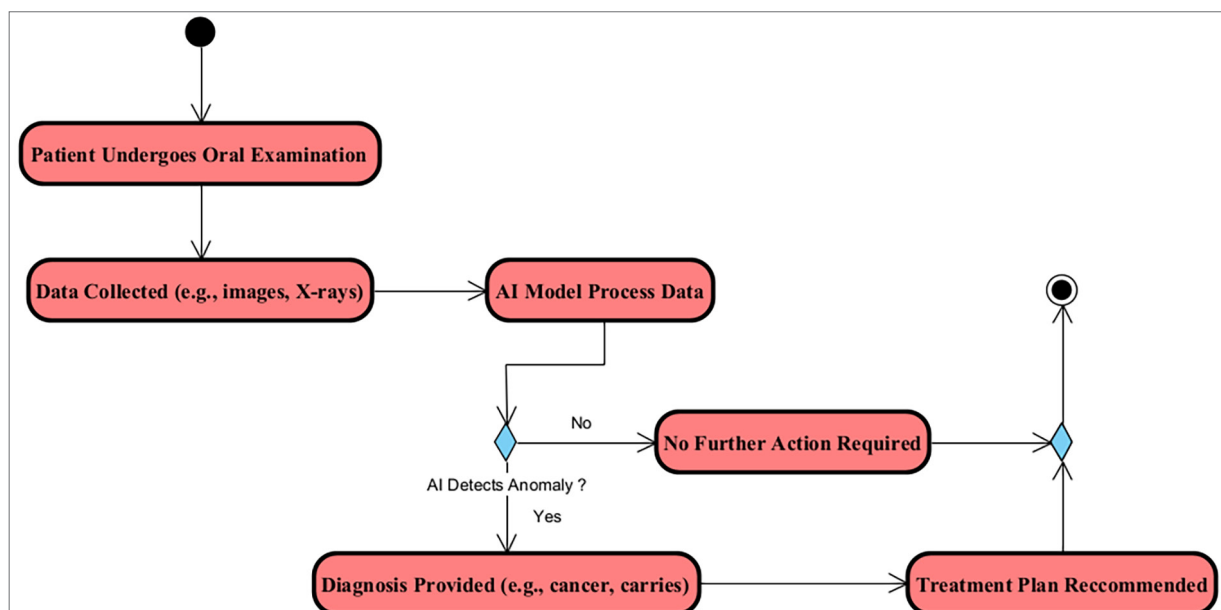 Patient Undergoes Oral Examination
Data Collected (e.g., images, X-rays)
AI Model Process Data
No
No Further Action Required
AI Detects Anomaly ?
Yes
Diagnosis Provided (e.g., cancer, carries)
Treatment Plan Reccommended